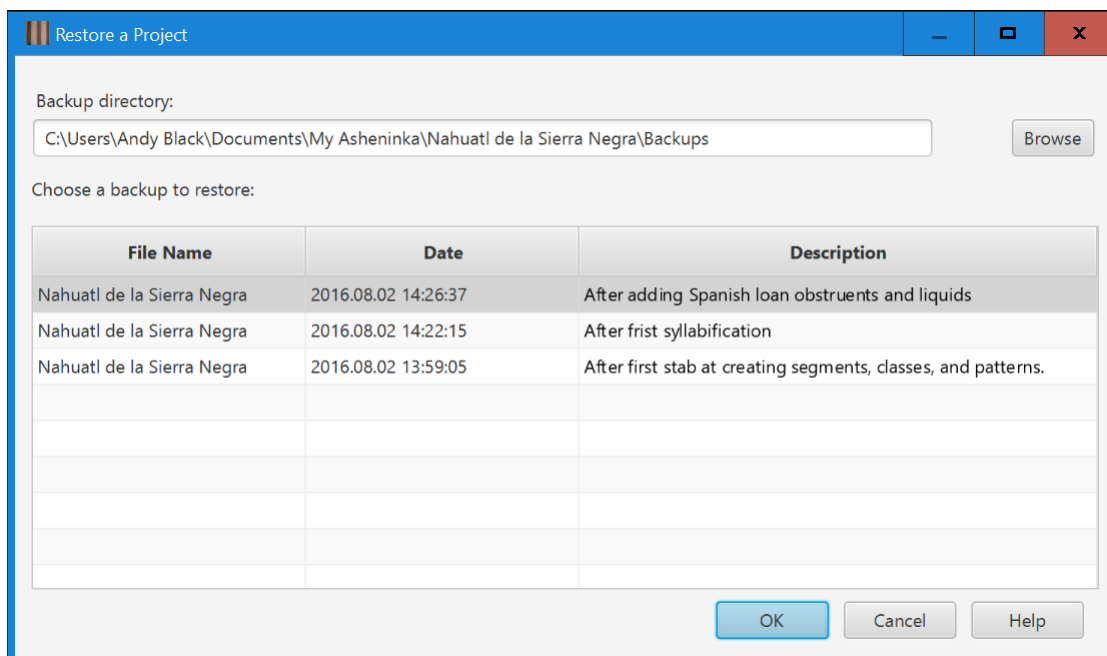 Restore a Project
Backup directory:
C:\Users\Andy Black\Documents\My Asheninka\Nahuatl de la Sierra Negra\Backups
Browse
Choose a backup to restore:
File Name Date Description
Nahuatl de la Sierra Negra 2016.08.02 14:26:37 After adding Spanish loan obstruents and liquids
Nahuatl de la Sierra Negra 2016.08.02 14:22:15 After frist syllabification
Nahuatl de la Sierra Negra 2016.08.02 13:59:05 After first stab at creating segments, classes, and patterns.
OK Cancel Help